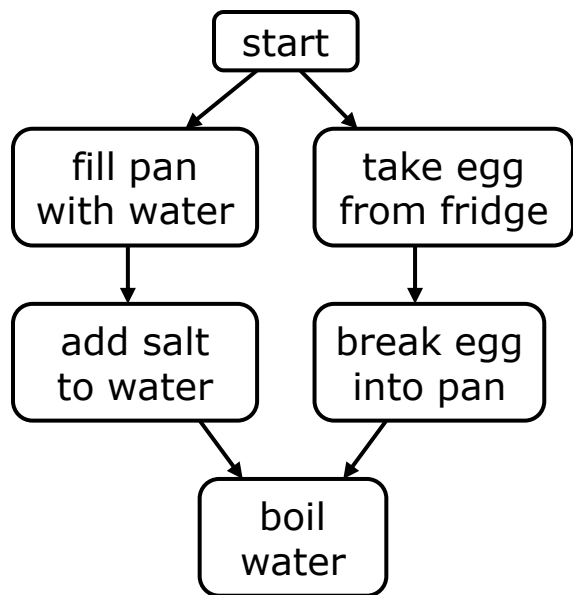 start
fill pan
with water
take egg
from fridge
add salt
to water
break egg
into pan
boil
water